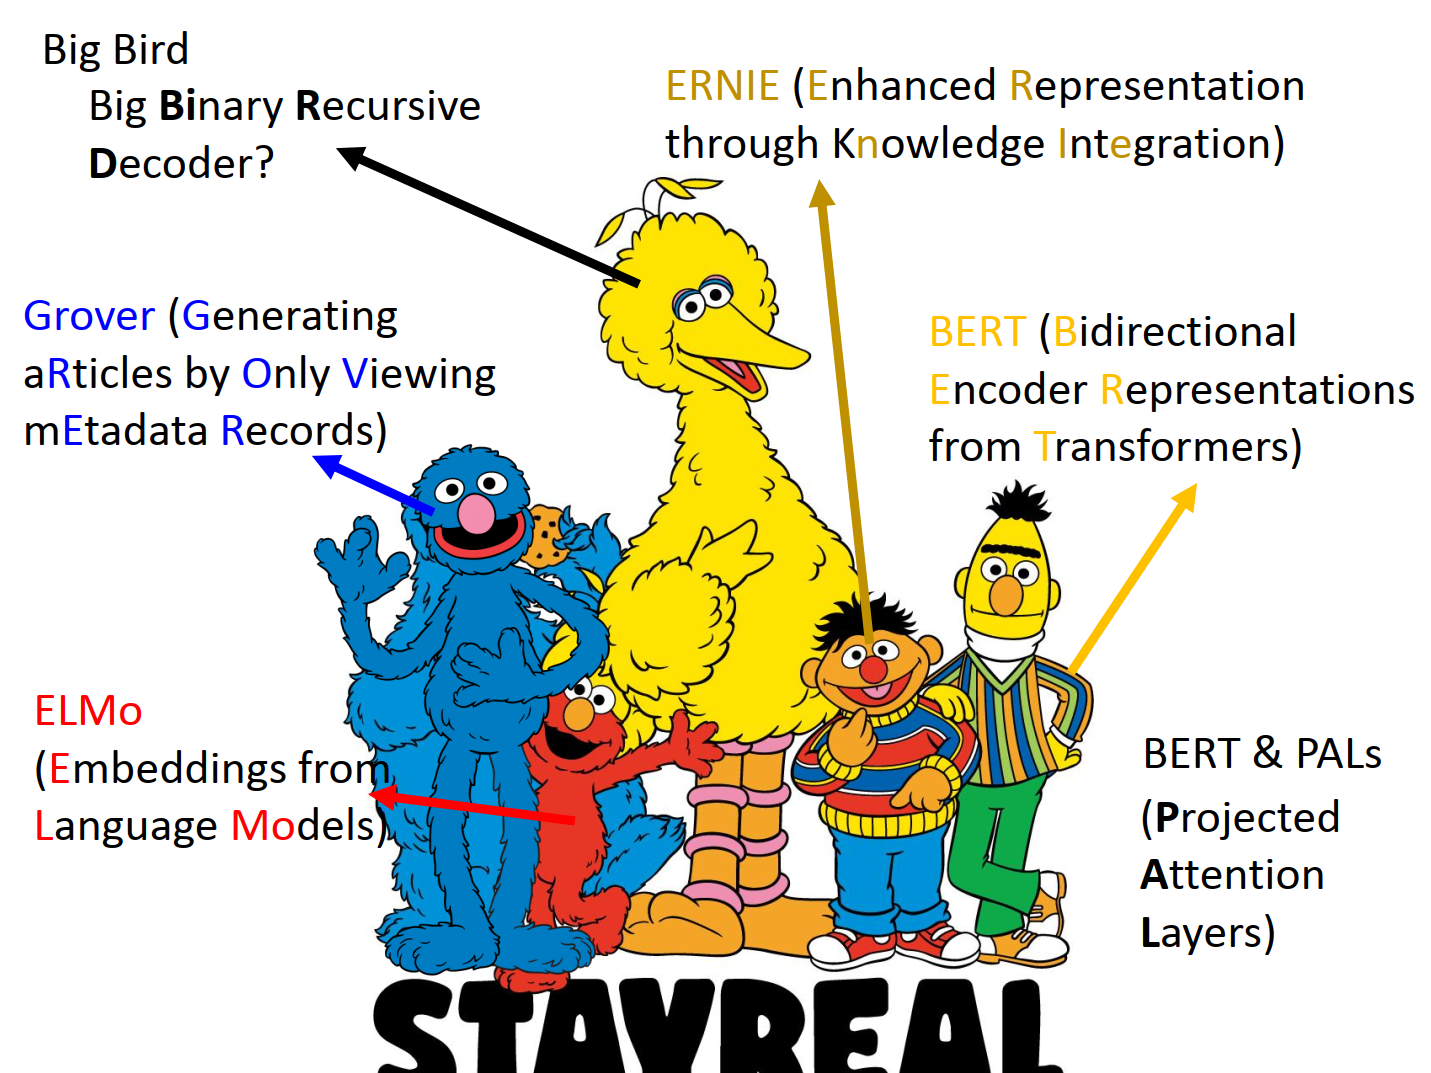 Big Bird
Big Binary Recursive
Decoder?
ERNIE (Enhanced Representation
through Knowledge Integration)
Grover (Generating
aRticles by Only Viewing
mEtadata Records)
BERT (Bidirectional
Encoder Representations
from Transformers)
ELMo
(Embeddings from
Language Models)
BERT & PALs
(Projected
Attention
Layers)
STAYREAL